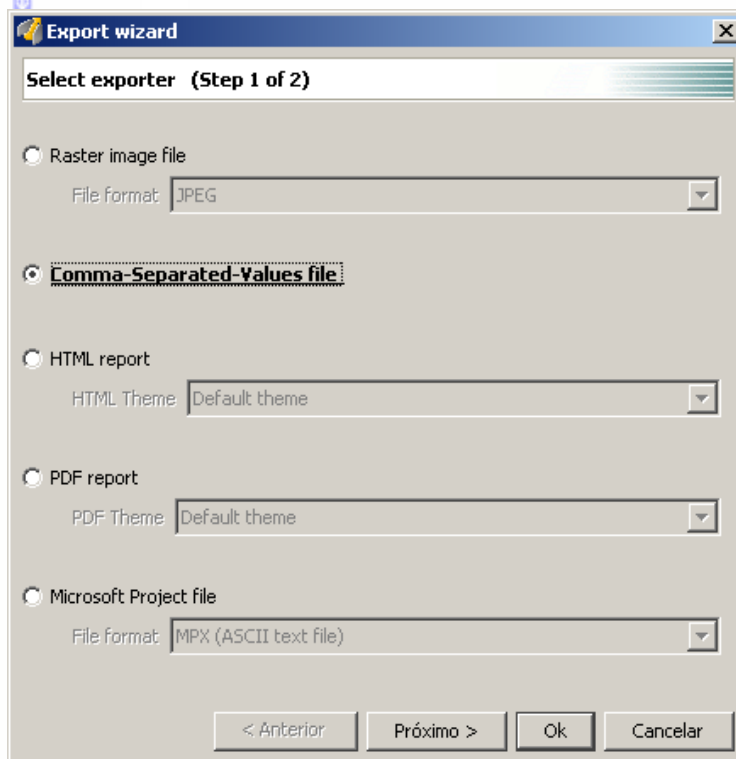 Export wizard
Select exporter (Step 1 of 2)
Raster image file
File format JPEG
Comma-Separated-Values file
HTML report
HTML Theme Default theme
PDF report
PDF Theme Default theme
Microsoft Project file
File format MPX (ASCII text file)
< Anterior Próximo > Ok Cancelar